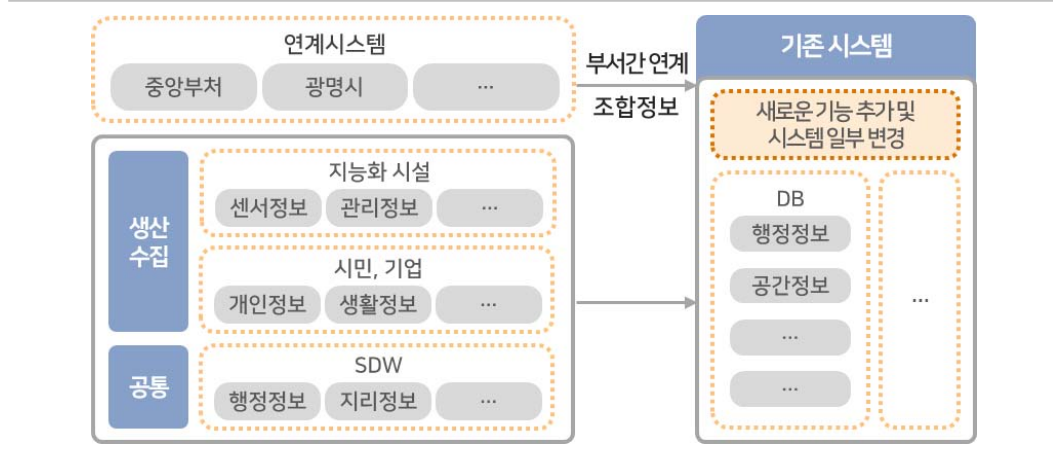 연계시스템
중앙부처
광명시
...
부서간 연계
조합정보
생산
수집
지능화 시설
센서정보
관리정보
...
시민, 기업
개인정보
생활정보
...
공통
SDW
행정정보
지리정보
...
기존 시스템
새로운 기능 추가 및
시스템 일부 변경
DB
행정정보
공간정보
...
...
...